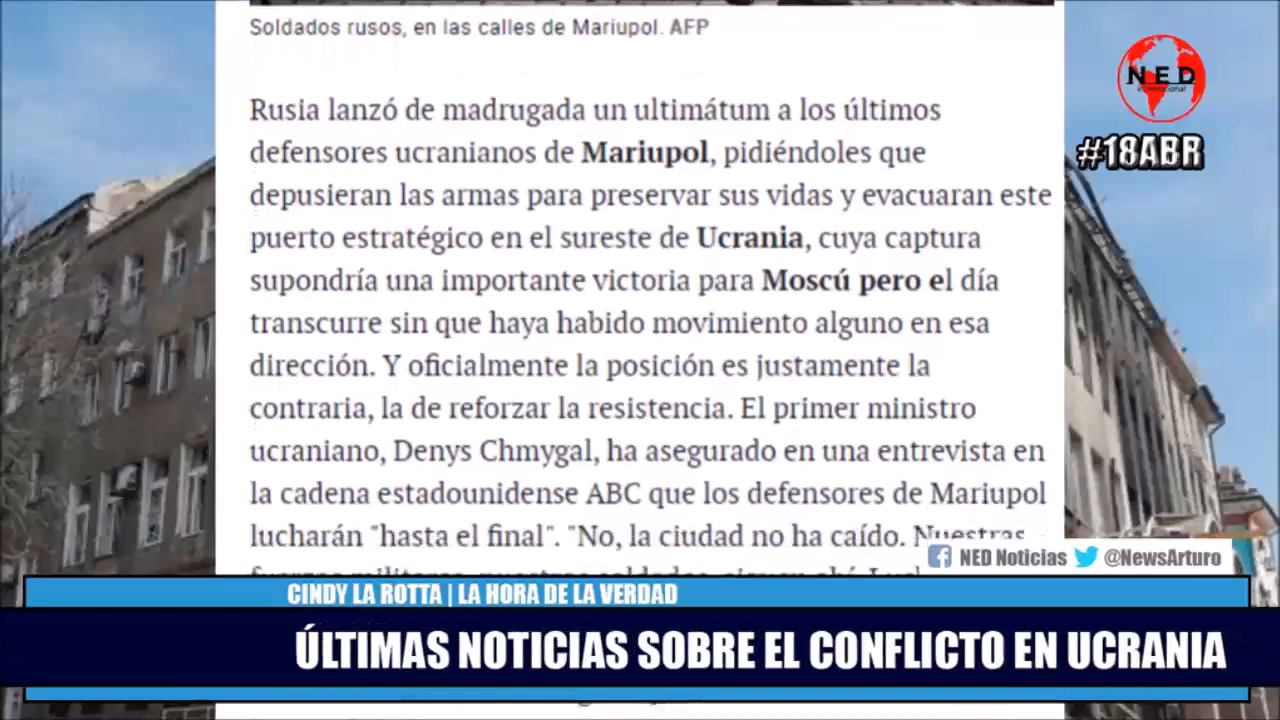 Soldados rusos, en las calles de Mariupol. AFP
NED
#18ABR
Rusia lanzó de madrugada un ultimátum a los últimos
defensores ucranianos de Mariupol, pidiéndoles que
depusieran las armas para preservar sus vidas y evacuaran este
puerto estratégico en el sureste de Ucrania, cuya captura
supondría una importante victoria para Moscú pero el día
transcurre sin que haya habido movimiento alguno en esa
dirección. Y oficialmente la posición es justamente la
contraria, la de reforzar la resistencia. El primer ministro
ucraniano, Denys Chmygal, ha asegurado en una entrevista en
la cadena estadounidense ABC que los defensores de Mariupol
lucharán "hasta el final". "No, la ciudad no ha caído. Nuestras
NED Noticias @NewsArturo
CINDY LA ROTTA | LA HORA DE LA VERDAD
ÚLTIMAS NOTICIAS SOBRE EL CONFLICTO EN UCRANIA